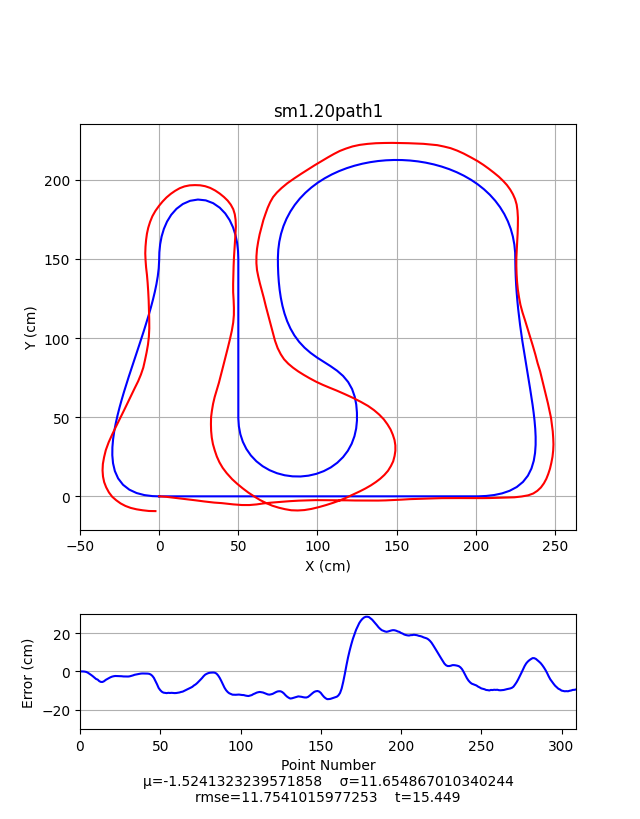 sm1.20path1
Y (cm)
200
150
100
50
0
−50 0 50 100 150 200 250
X (cm)
Error (cm)
20
0
−20
0 50 100 150 200 250 300
Point Number
μ=-1.5241323239571858 σ=11.654867010340244
rmse=11.7541015977253 t=15.449